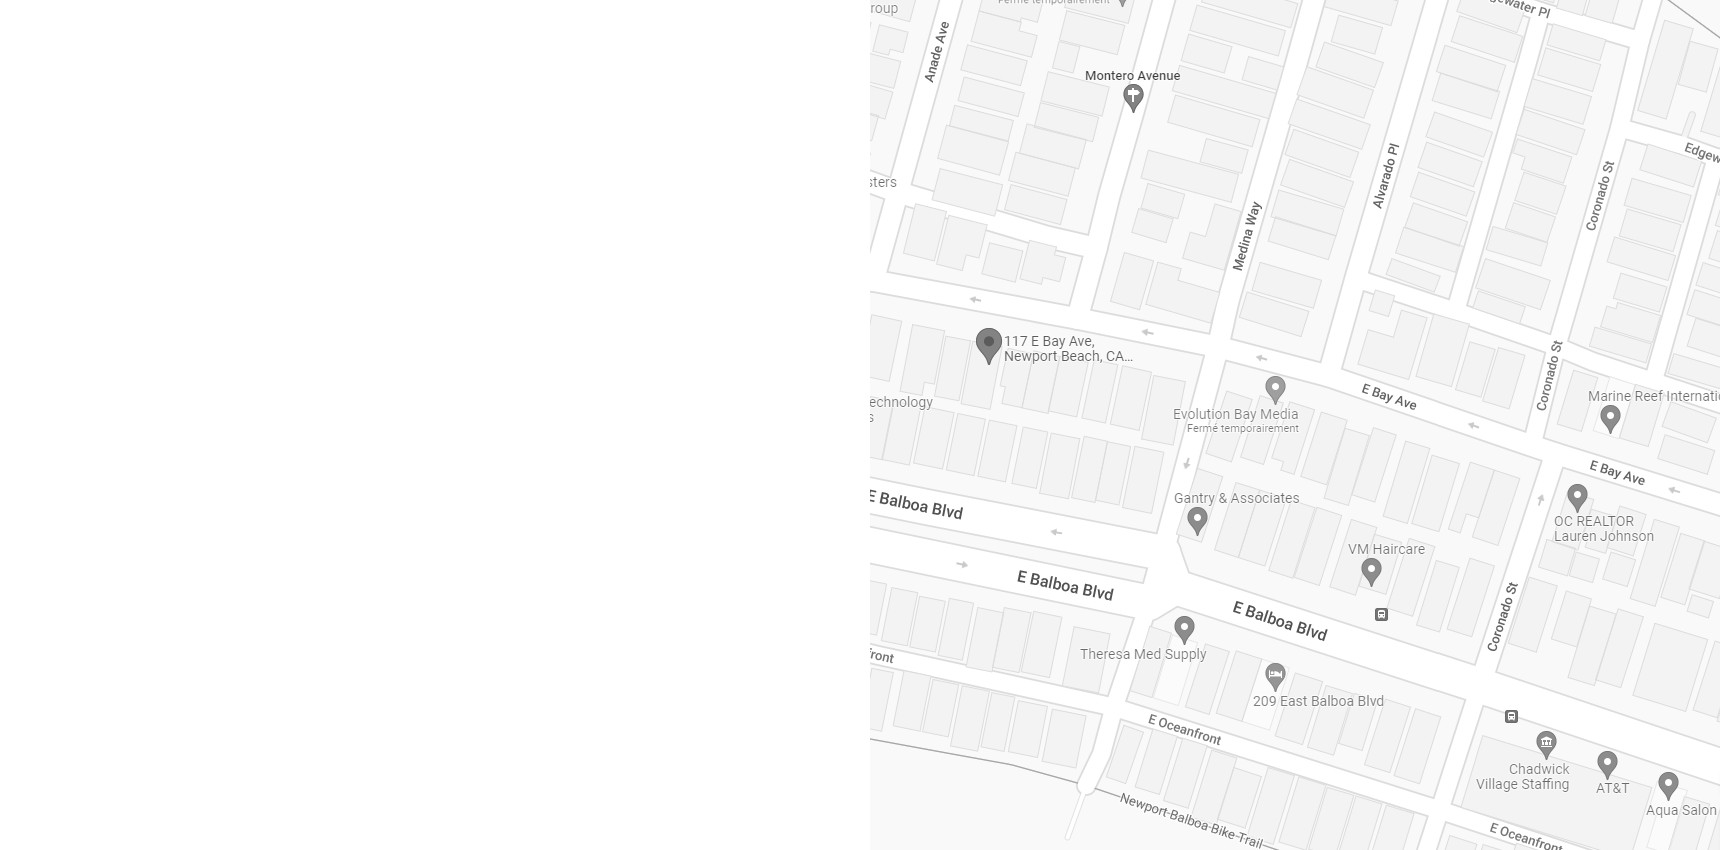 roup
Fermé temporairement
gewater Pl
Anade Ave
Montero Avenue
Edgew
Alvarado Pl
Coronado St
sters
Medina Way
117 E Bay Ave,
Newport Beach, CA...
Coronado St
E Bay Ave
Marine Reef Internatio
echnology
s
Evolution Bay Media
Fermé temporairement
E Bay Ave
E Balboa Blvd
Gantry & Associates
OC REALTOR
Lauren Johnson
VM Haircare
E Balboa Blvd
Coronado St
E Balboa Blvd
Theresa Med Supply
front
209 East Balboa Blvd
E Oceanfront
Chadwick
Village Staffing
AT&T
Aqua Salon
Newport-Balboa-Bike-Trail
E Oceanfront